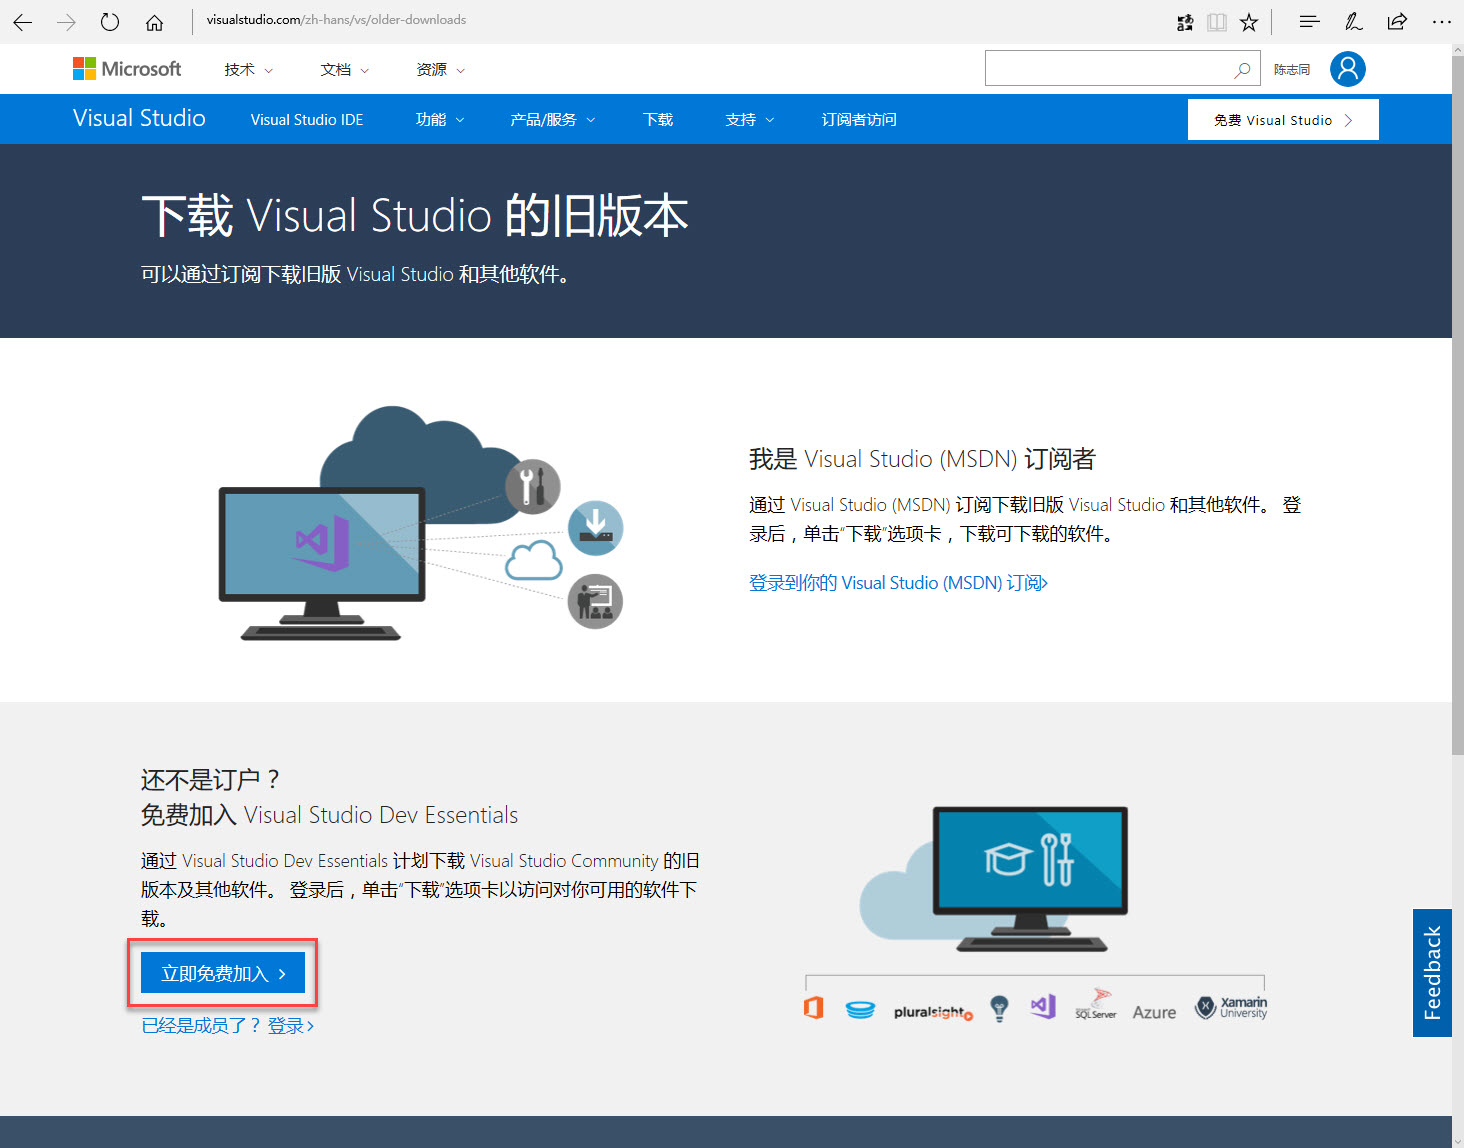 visualstudio.com/zh-hans/vs/older-downloads
Microsoft
技术
文档
资源
陈志同
Visual Studio
Visual Studio IDE
功能
产品/服务
下载
支持
订阅者访问
免费 Visual Studio
下载 Visual Studio 的旧版本
可以通过订阅下载旧版 Visual Studio 和其他软件。
我是 Visual Studio (MSDN) 订阅者
通过 Visual Studio (MSDN) 订阅下载旧版 Visual Studio 和其他软件。 登
录后，单击“下载”选项卡，下载可下载的软件。
登录到你的 Visual Studio (MSDN) 订阅›
还不是订户？
免费加入 Visual Studio Dev Essentials
通过 Visual Studio Dev Essentials 计划下载 Visual Studio Community 的旧
版本及其他软件。 登录后，单击“下载”选项卡以访问对你可用的软件下
载。
立即免费加入 ›
已经是成员了？ 登录›
pluralsight
Microsoft SQL Server
Azure
Xamarin University
Feedback